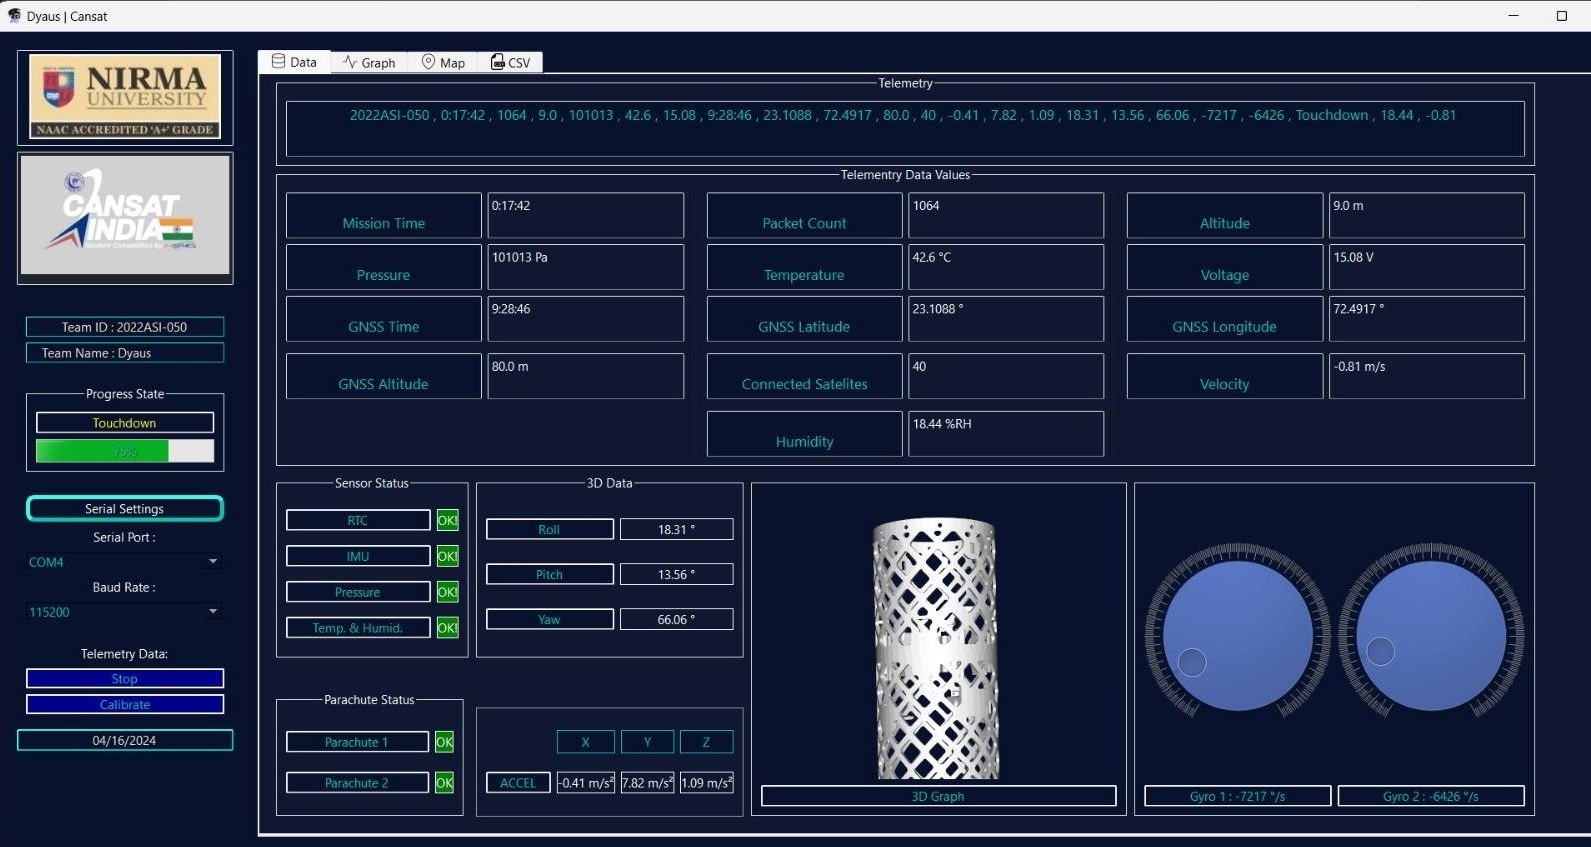 Dyaus | Cansat
NIRMA
UNIVERSITY
NAAC ACCREDITED 'A+' GRADE
CANSAT
INDIA
Team ID : 2022ASI-050
Team Name : Dyaus
Progress State
Touchdown
75%
Serial Settings
Serial Port :
COM4
Baud Rate :
115200
Telemetry Data:
Stop
Calibrate
04/16/2024
Data Graph Map CSV
Telemetry
2022ASI-050 , 0:17:42 , 1064 , 9.0 , 101013 , 42.6 , 15.08 , 9:28:46 , 23.1088 , 72.4917 , 80.0 , 40 , -0.41 , 7.82 , 1.09 , 18.31 , 13.56 , 66.06 , -7217 , -6426 , Touchdown , 18.44 , -0.81
Telementry Data Values
Mission Time 0:17:42 Packet Count 1064 Altitude 9.0 m
Pressure 101013 Pa Temperature 42.6 °C Voltage 15.08 V
GNSS Time 9:28:46 GNSS Latitude 23.1088 ° GNSS Longitude 72.4917 °
GNSS Altitude 80.0 m Connected Satelites 40 Velocity -0.81 m/s
Humidity 18.44 %RH
Sensor Status
RTC OK!
IMU OK!
Pressure OK!
Temp. & Humid. OK!
3D Data
Roll 18.31 °
Pitch 13.56 °
Yaw 66.06 °
Parachute Status
Parachute 1 OK
Parachute 2 OK
X Y Z
ACCEL -0.41 m/s² 7.82 m/s² 1.09 m/s²
3D Graph
Gyro 1 : -7217 °/s Gyro 2 : -6426 °/s